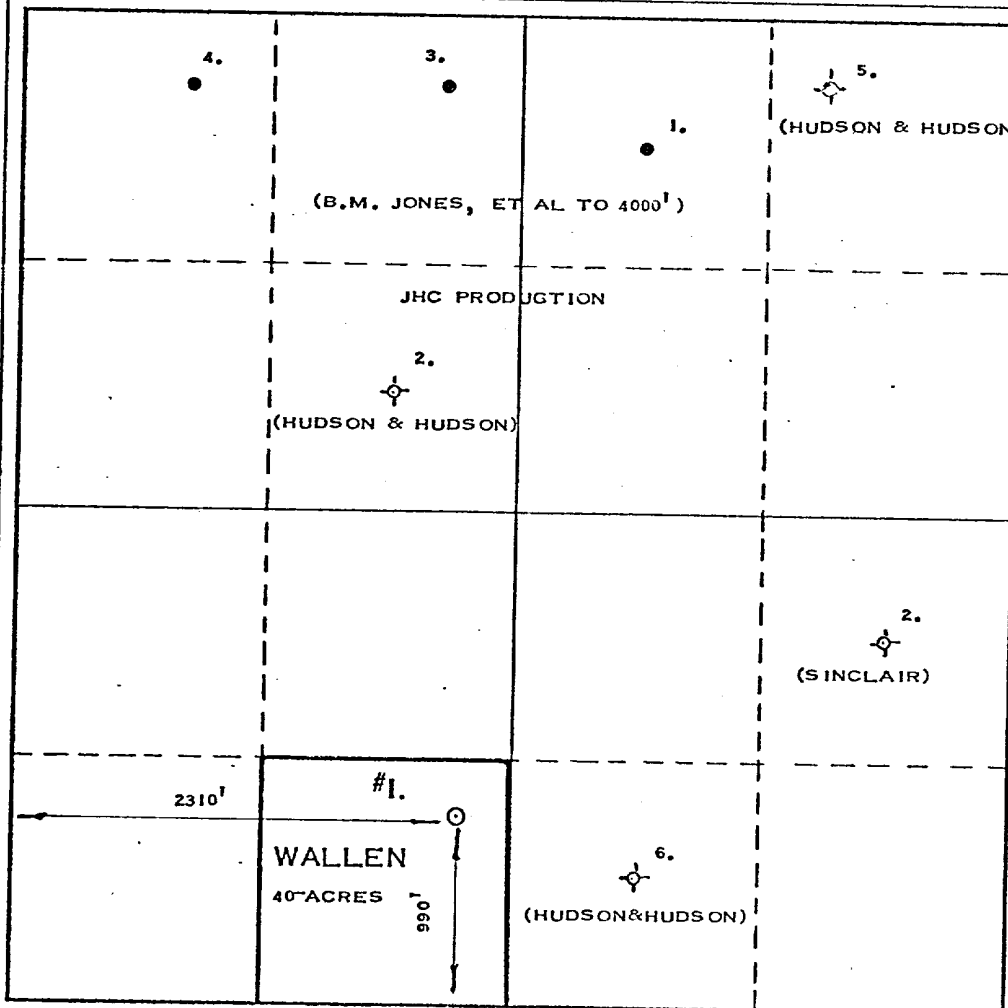 4.
3.
5.
1.
(HUDSON & HUDSON
(B.M. JONES, ET AL TO 4000')
JHC PRODUCTION
2.
(HUDSON & HUDSON)
2.
(SINCLAIR)
#1.
2310'
WALLEN
40-ACRES
990'
6.
(HUDSON&HUDSON)